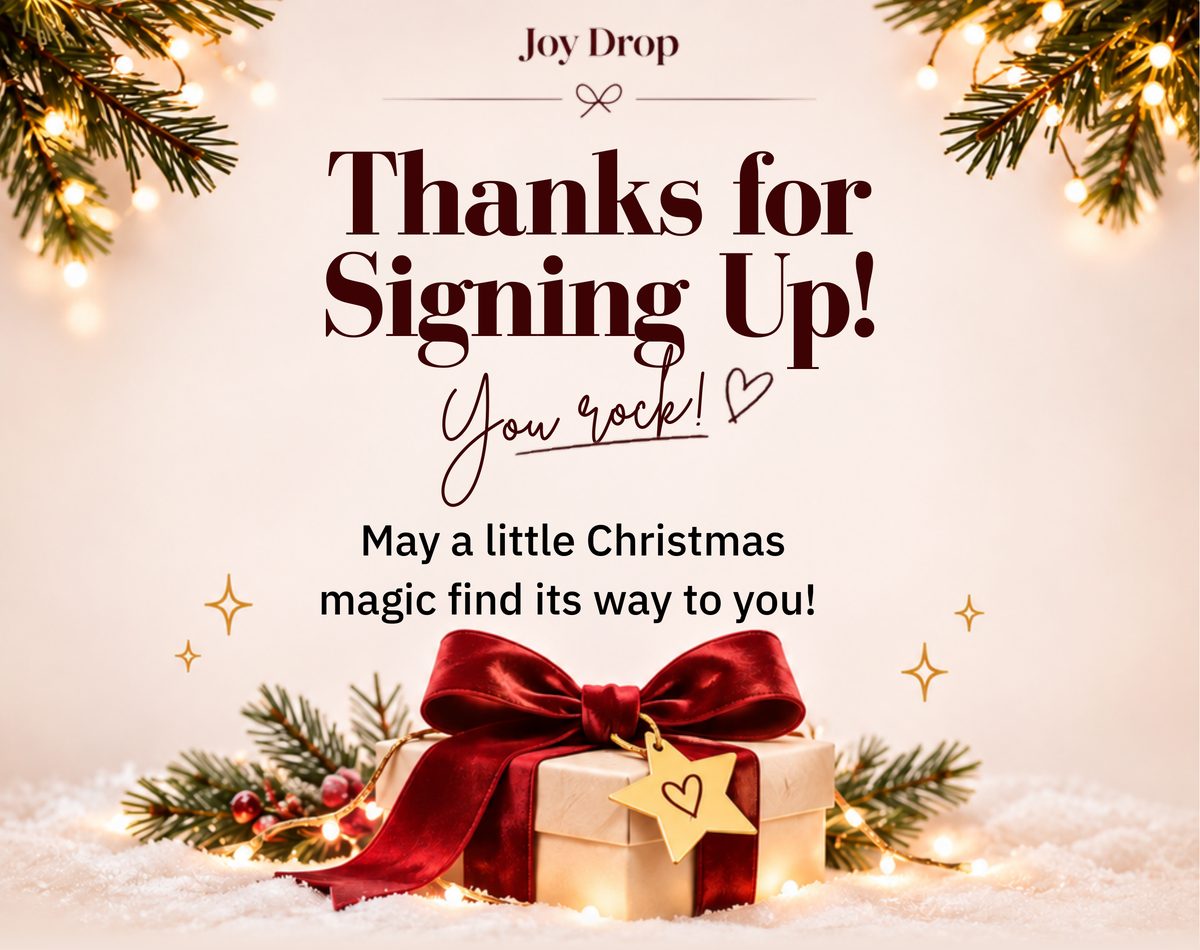 Joy Drop
Thanks for
Signing Up!
You rock!
May a little Christmas
magic find its way to you!